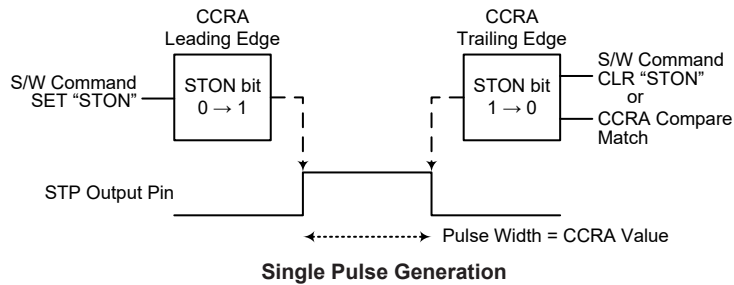 CCRA
Leading Edge
CCRA
Trailing Edge
S/W Command
SET “STON”
STON bit
0 → 1
STON bit
1 → 0
S/W Command
CLR “STON”
or
CCRA Compare
Match
STP Output Pin
Pulse Width = CCRA Value
Single Pulse Generation